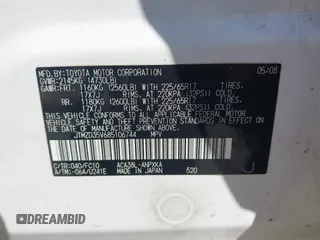 MFD. BY TOYOTA MOTOR CORPORATION 05/08
GVWR: 2145KG (4730LB)
GAWR:FRT. 1160KG (2560LB) WITH 225/65R17 TIRES.
17X7J RIMS. AT 220KPA (32PSI) COLD.
RR. 1180KG (2600LB) WITH 225/65R17 TIRES.
17X7J RIMS. AT 220KPA (32PSI) COLD.
THIS VEHICLE CONFORMS TO ALL APPLICABLE FEDERAL MOTOR
VEHICLE SAFETY AND THEFT PREVENTION STANDARDS IN
EFFECT ON THE DATE OF MANUFACTURE SHOWN ABOVE.
JTMZD35V685106744 MPV
C/TR:040/FC10 ACA38L-ANPXKA
A/TM:-06A/U241E MADE IN JAPAN 520
J